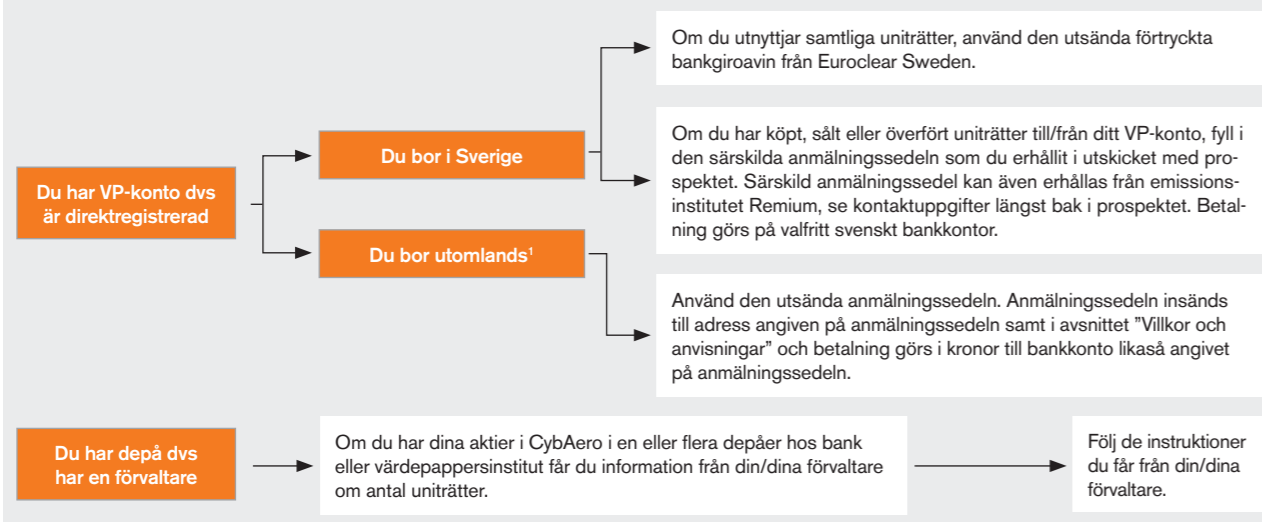 Om du utnyttjar samtliga uniträtter, använd den utsända förtryckta
bankgiroavin från Euroclear Sweden.
Du har VP-konto dvs
är direktregistrerad
Du bor i Sverige
Om du har köpt, sålt eller överfört uniträtter till/från ditt VP-konto, fyll i
den särskilda anmälningssedeln som du erhållit i utskicket med pro-
spektet. Särskild anmälningssedel kan även erhållas från emissions-
institutet Remium, se kontaktuppgifter längst bak i prospektet. Betal-
ning görs på valfritt svenskt bankkontor.
Du bor utomlands¹
Använd den utsända anmälningssedeln. Anmälningssedeln insänds
till adress angiven på anmälningssedeln samt i avsnittet ”Villkor och
anvisningar” och betalning görs i kronor till bankkonto likaså angivet
på anmälningssedeln.
Du har depå dvs
har en förvaltare
Om du har dina aktier i CybAero i en eller flera depåer hos bank
eller värdepappersinstitut får du information från din/dina förvaltare
om antal uniträtter.
Följ de instruktioner
du får från din/dina
förvaltare.